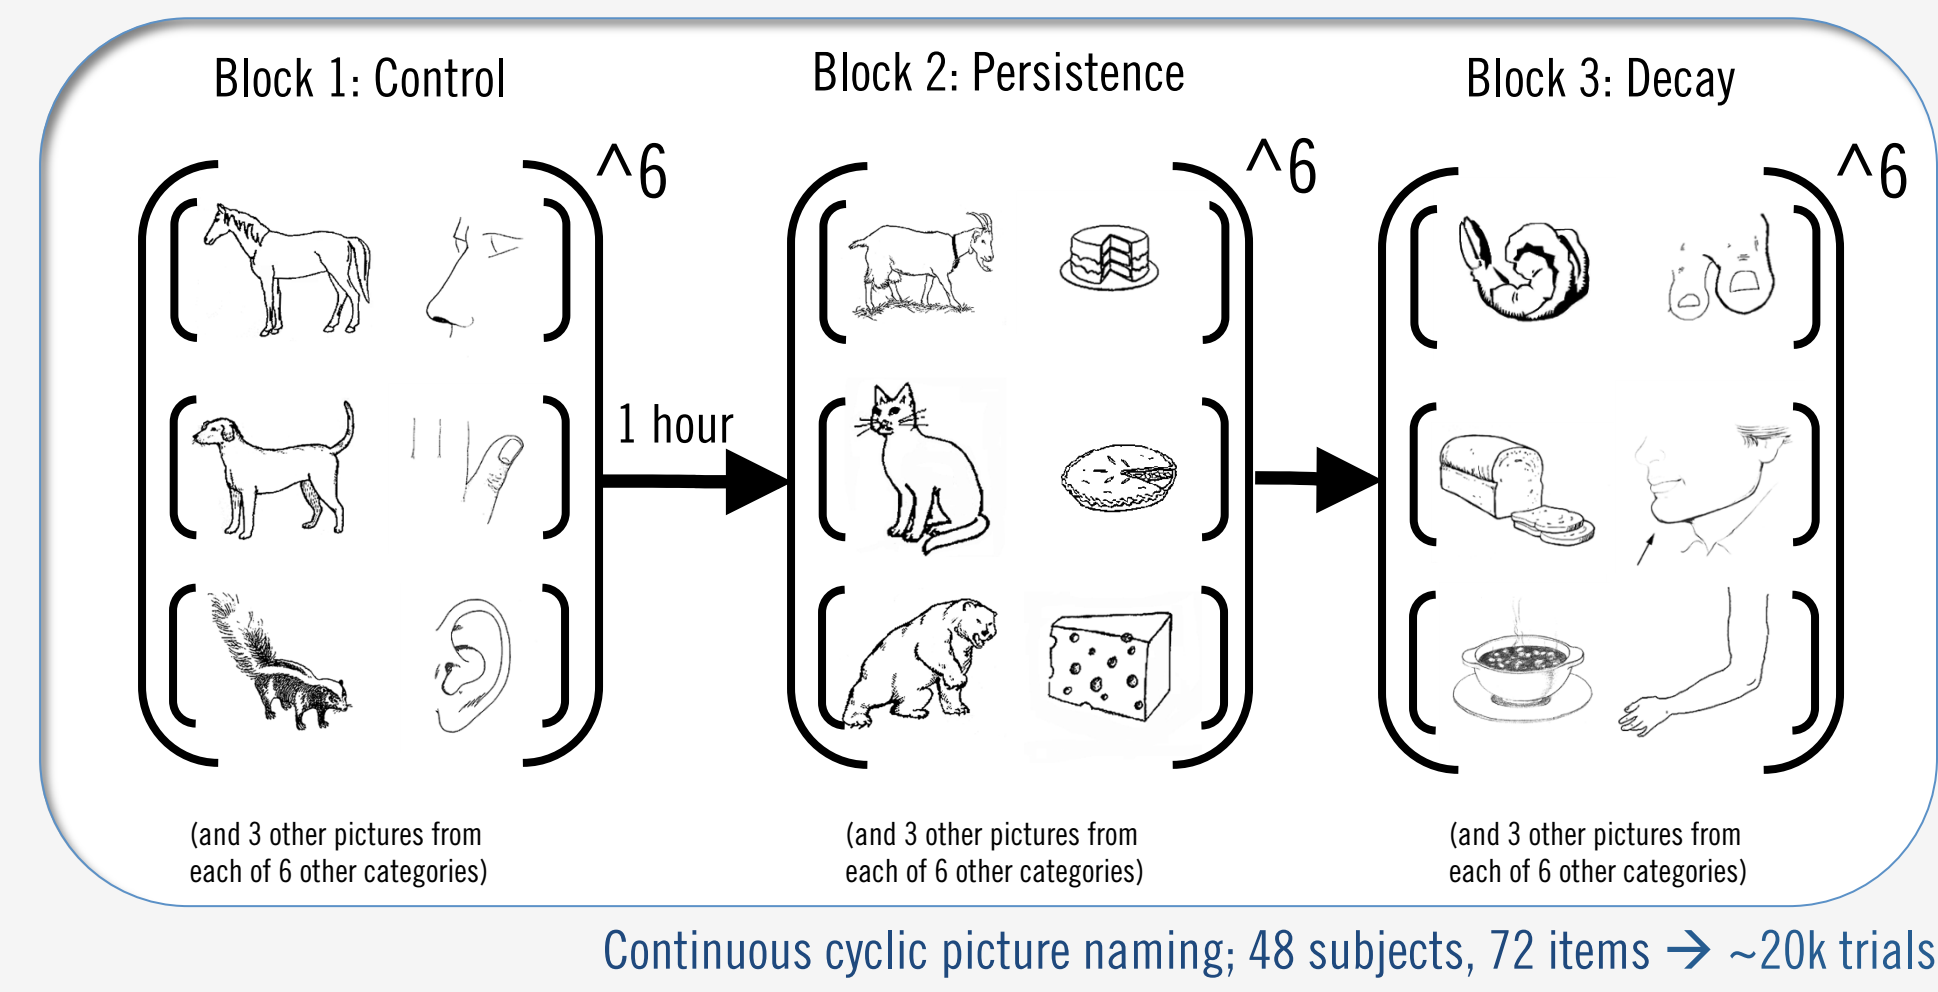 Block 1: Control
Block 2: Persistence
Block 3: Decay
^6
^6
^6
1 hour
(and 3 other pictures from
each of 6 other categories)
(and 3 other pictures from
each of 6 other categories)
(and 3 other pictures from
each of 6 other categories)
Continuous cyclic picture naming; 48 subjects, 72 items → ~20k trials